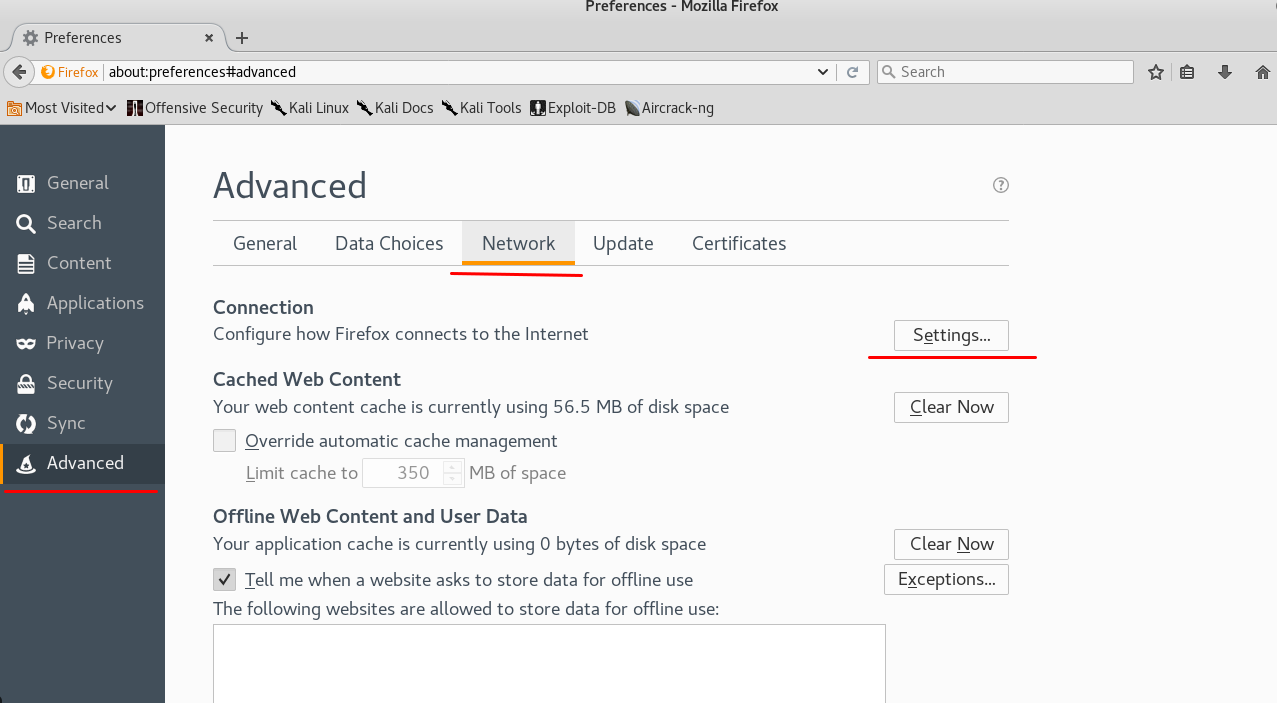 Preferences - Mozilla Firefox
Preferences
Firefox about:preferences#advanced Search
Most Visited Offensive Security Kali Linux Kali Docs Kali Tools Exploit-DB Aircrack-ng
General
Search
Content
Applications
Privacy
Security
Sync
Advanced
Advanced
General Data Choices Network Update Certificates
Connection
Configure how Firefox connects to the Internet Settings...
Cached Web Content
Your web content cache is currently using 56.5 MB of disk space Clear Now
Override automatic cache management
Limit cache to 350 MB of space
Offline Web Content and User Data
Your application cache is currently using 0 bytes of disk space Clear Now
Tell me when a website asks to store data for offline use Exceptions...
The following websites are allowed to store data for offline use: